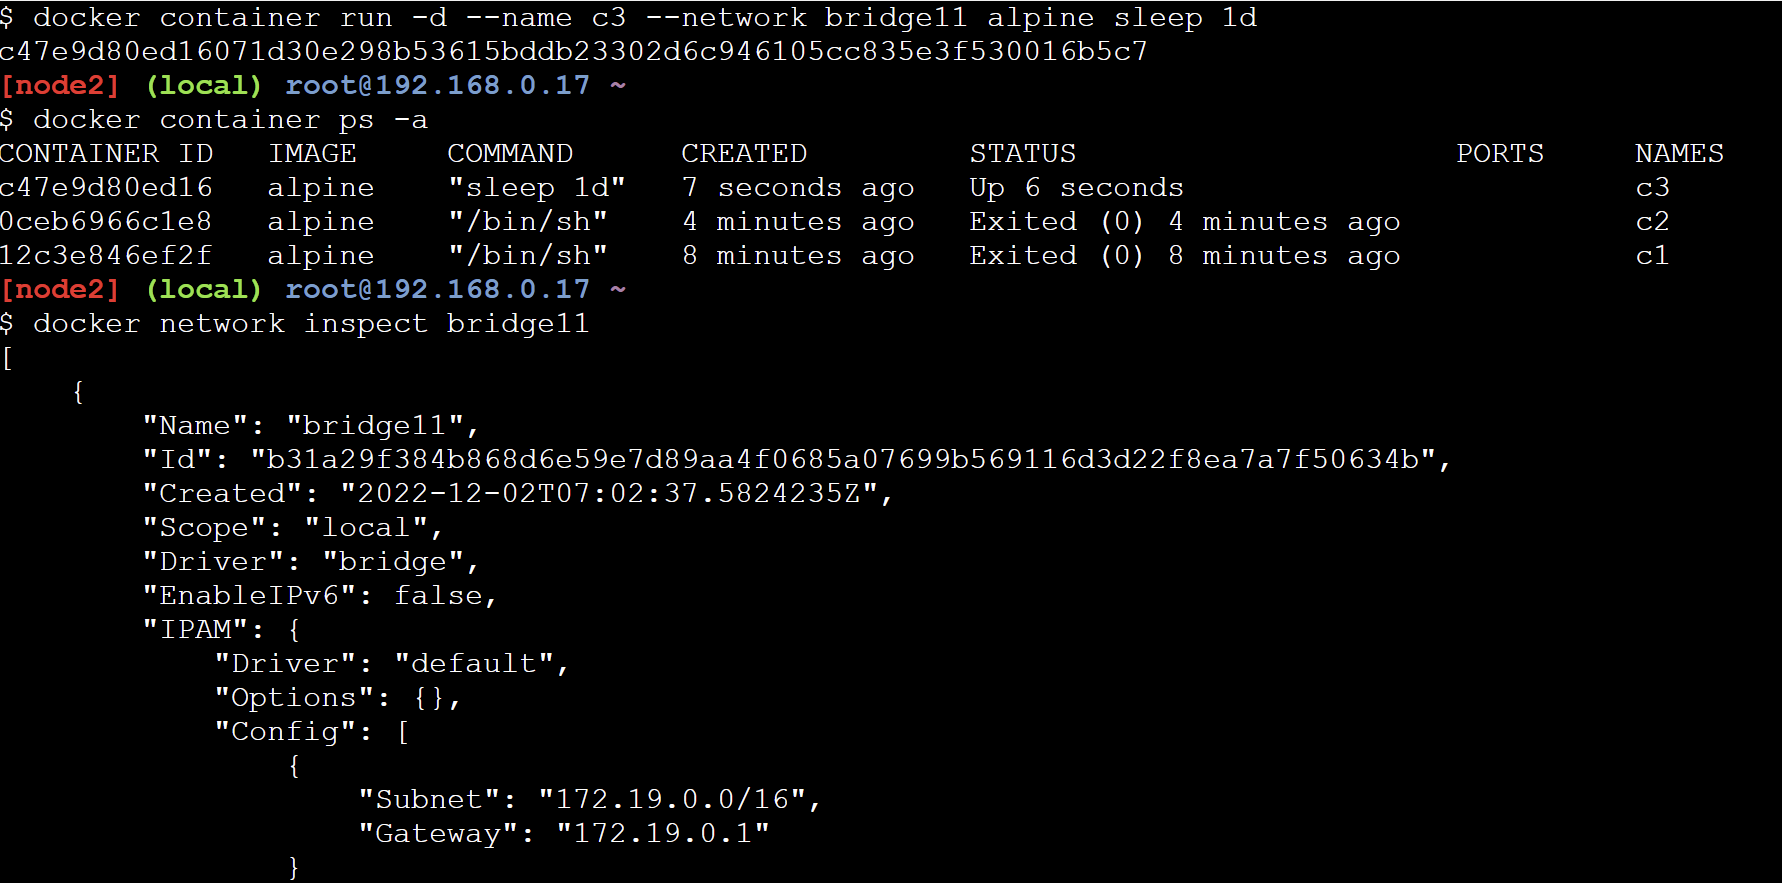 $ docker container run -d --name c3 --network bridge11 alpine sleep 1d
c47e9d80ed16071d30e298b53615bddb23302d6c946105cc835e3f530016b5c7
[node2] (local) root@192.168.0.17 ~
$ docker container ps -a
CONTAINER ID   IMAGE     COMMAND      CREATED         STATUS                     PORTS     NAMES
c47e9d80ed16   alpine    "sleep 1d"   7 seconds ago   Up 6 seconds                         c3
0ceb6966c1e8   alpine    "/bin/sh"    4 minutes ago   Exited (0) 4 minutes ago             c2
12c3e846ef2f   alpine    "/bin/sh"    8 minutes ago   Exited (0) 8 minutes ago             c1
[node2] (local) root@192.168.0.17 ~
$ docker network inspect bridge11
[
    {
        "Name": "bridge11",
        "Id": "b31a29f384b868d6e59e7d89aa4f0685a07699b569116d3d22f8ea7a7f50634b",
        "Created": "2022-12-02T07:02:37.5824235Z",
        "Scope": "local",
        "Driver": "bridge",
        "EnableIPv6": false,
        "IPAM": {
            "Driver": "default",
            "Options": {},
            "Config": [
                {
                    "Subnet": "172.19.0.0/16",
                    "Gateway": "172.19.0.1"
                }